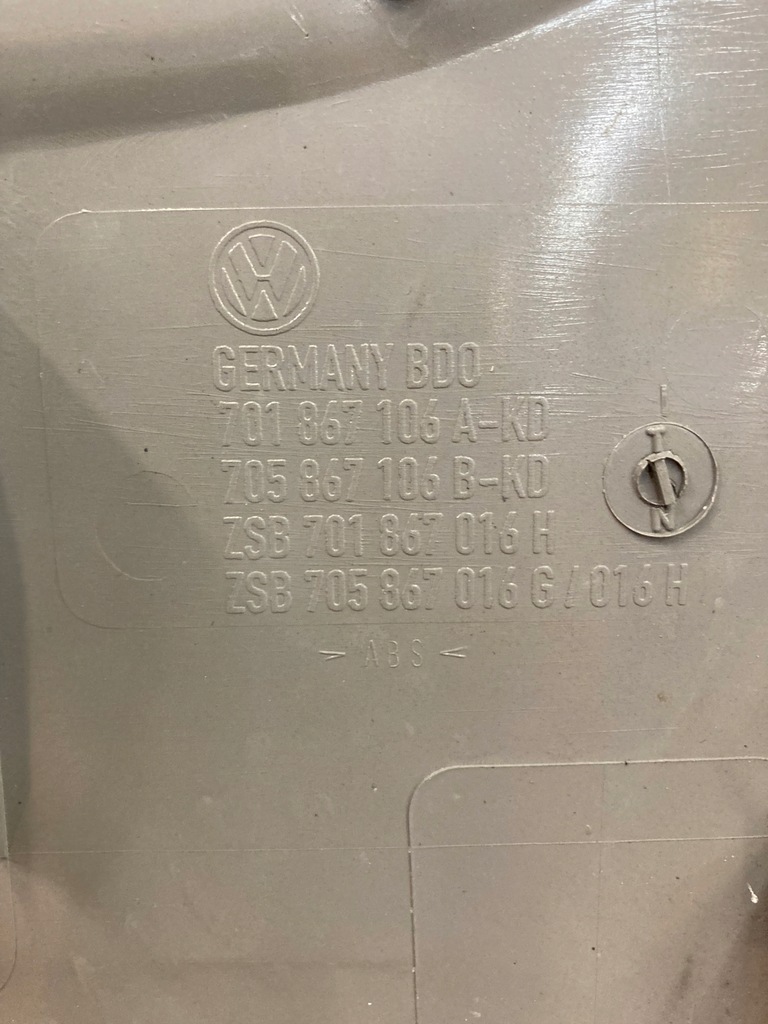 GERMANY BDO
701 867 106 A-KD
705 867 106 B-KD
ZSB 701 867 016 H
ZSB 705 867 016 G / 016 H
> ABS <